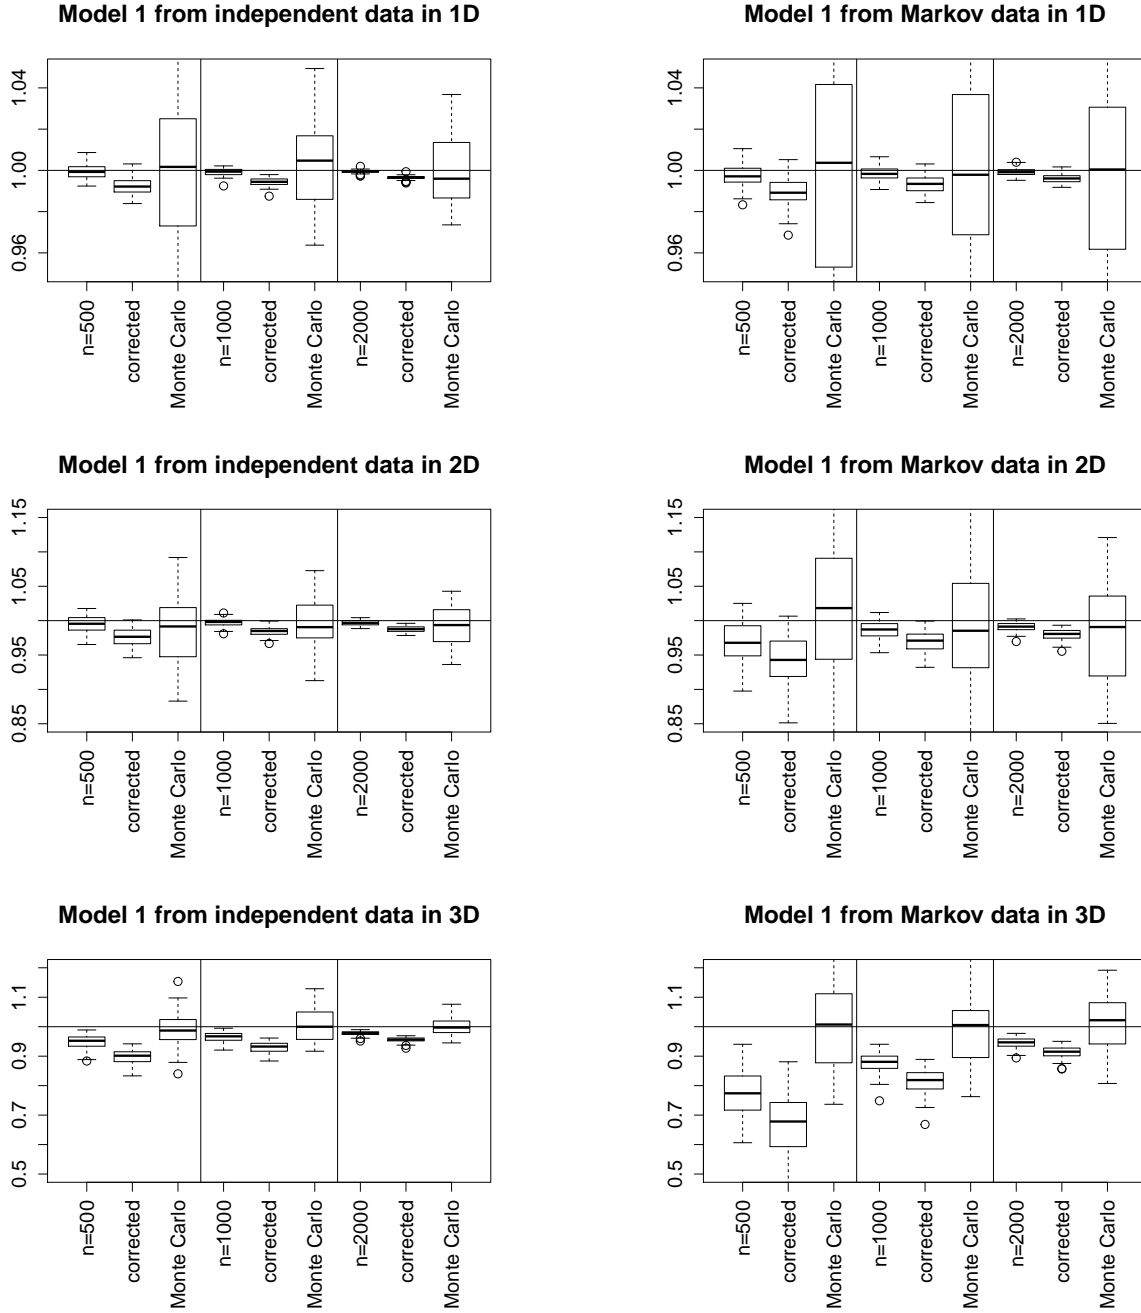 Model 1 from independent data in 1D
0.96 1.00 1.04
n=500 corrected Monte Carlo n=1000 corrected Monte Carlo n=2000 corrected Monte Carlo
Model 1 from Markov data in 1D
0.96 1.00 1.04
n=500 corrected Monte Carlo n=1000 corrected Monte Carlo n=2000 corrected Monte Carlo
Model 1 from independent data in 2D
0.85 0.95 1.05 1.15
n=500 corrected Monte Carlo n=1000 corrected Monte Carlo n=2000 corrected Monte Carlo
Model 1 from Markov data in 2D
0.85 0.95 1.05 1.15
n=500 corrected Monte Carlo n=1000 corrected Monte Carlo n=2000 corrected Monte Carlo
Model 1 from independent data in 3D
0.5 0.7 0.9 1.1
n=500 corrected Monte Carlo n=1000 corrected Monte Carlo n=2000 corrected Monte Carlo
Model 1 from Markov data in 3D
0.5 0.7 0.9 1.1
n=500 corrected Monte Carlo n=1000 corrected Monte Carlo n=2000 corrected Monte Carlo